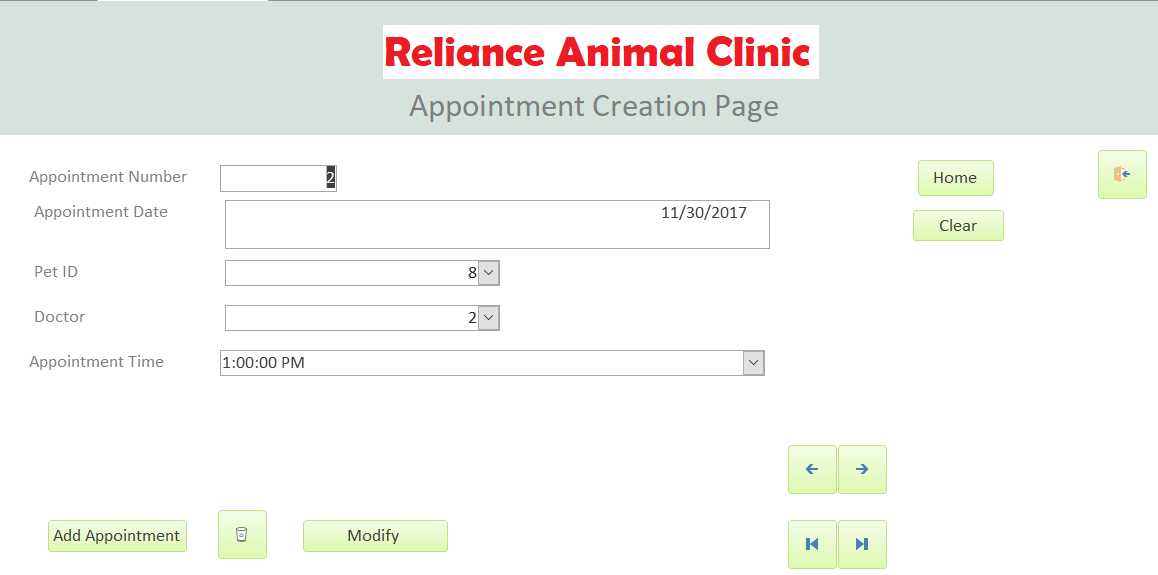 Reliance Animal Clinic
Appointment Creation Page
Appointment Number 2
Home
Appointment Date 11/30/2017
Clear
Pet ID 8
Doctor 2
Appointment Time 1:00:00 PM
Add Appointment
Modify